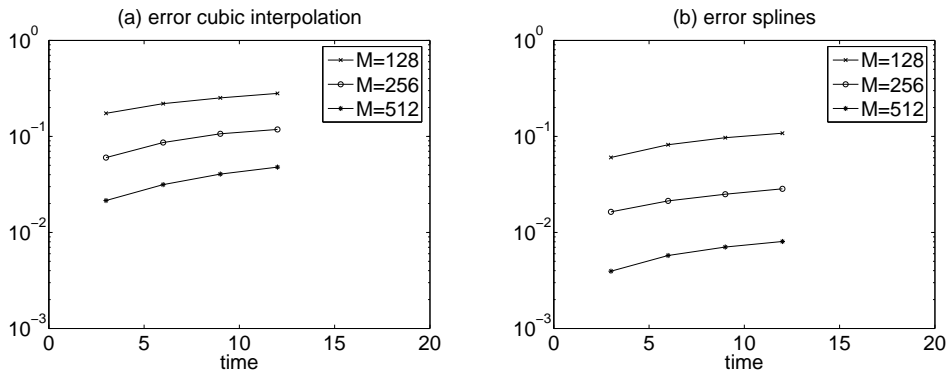 (a) error cubic interpolation
10^0
10^-1
10^-2
10^-3
0
5
10
15
20
time
M=128
M=256
M=512
(b) error splines
10^0
10^-1
10^-2
10^-3
0
5
10
15
20
time
M=128
M=256
M=512